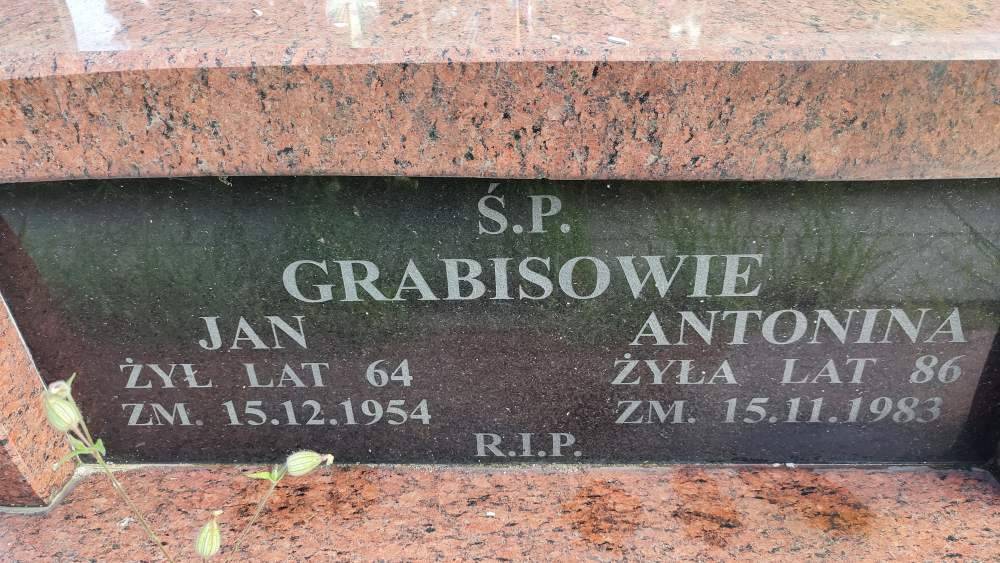 Ś.P.
GRABISOWIE
JAN
ŻYŁ LAT 64
ZM. 15.12.1954
ANTONINA
ŻYŁA LAT 86
ZM. 15.11.1983
R.I.P.